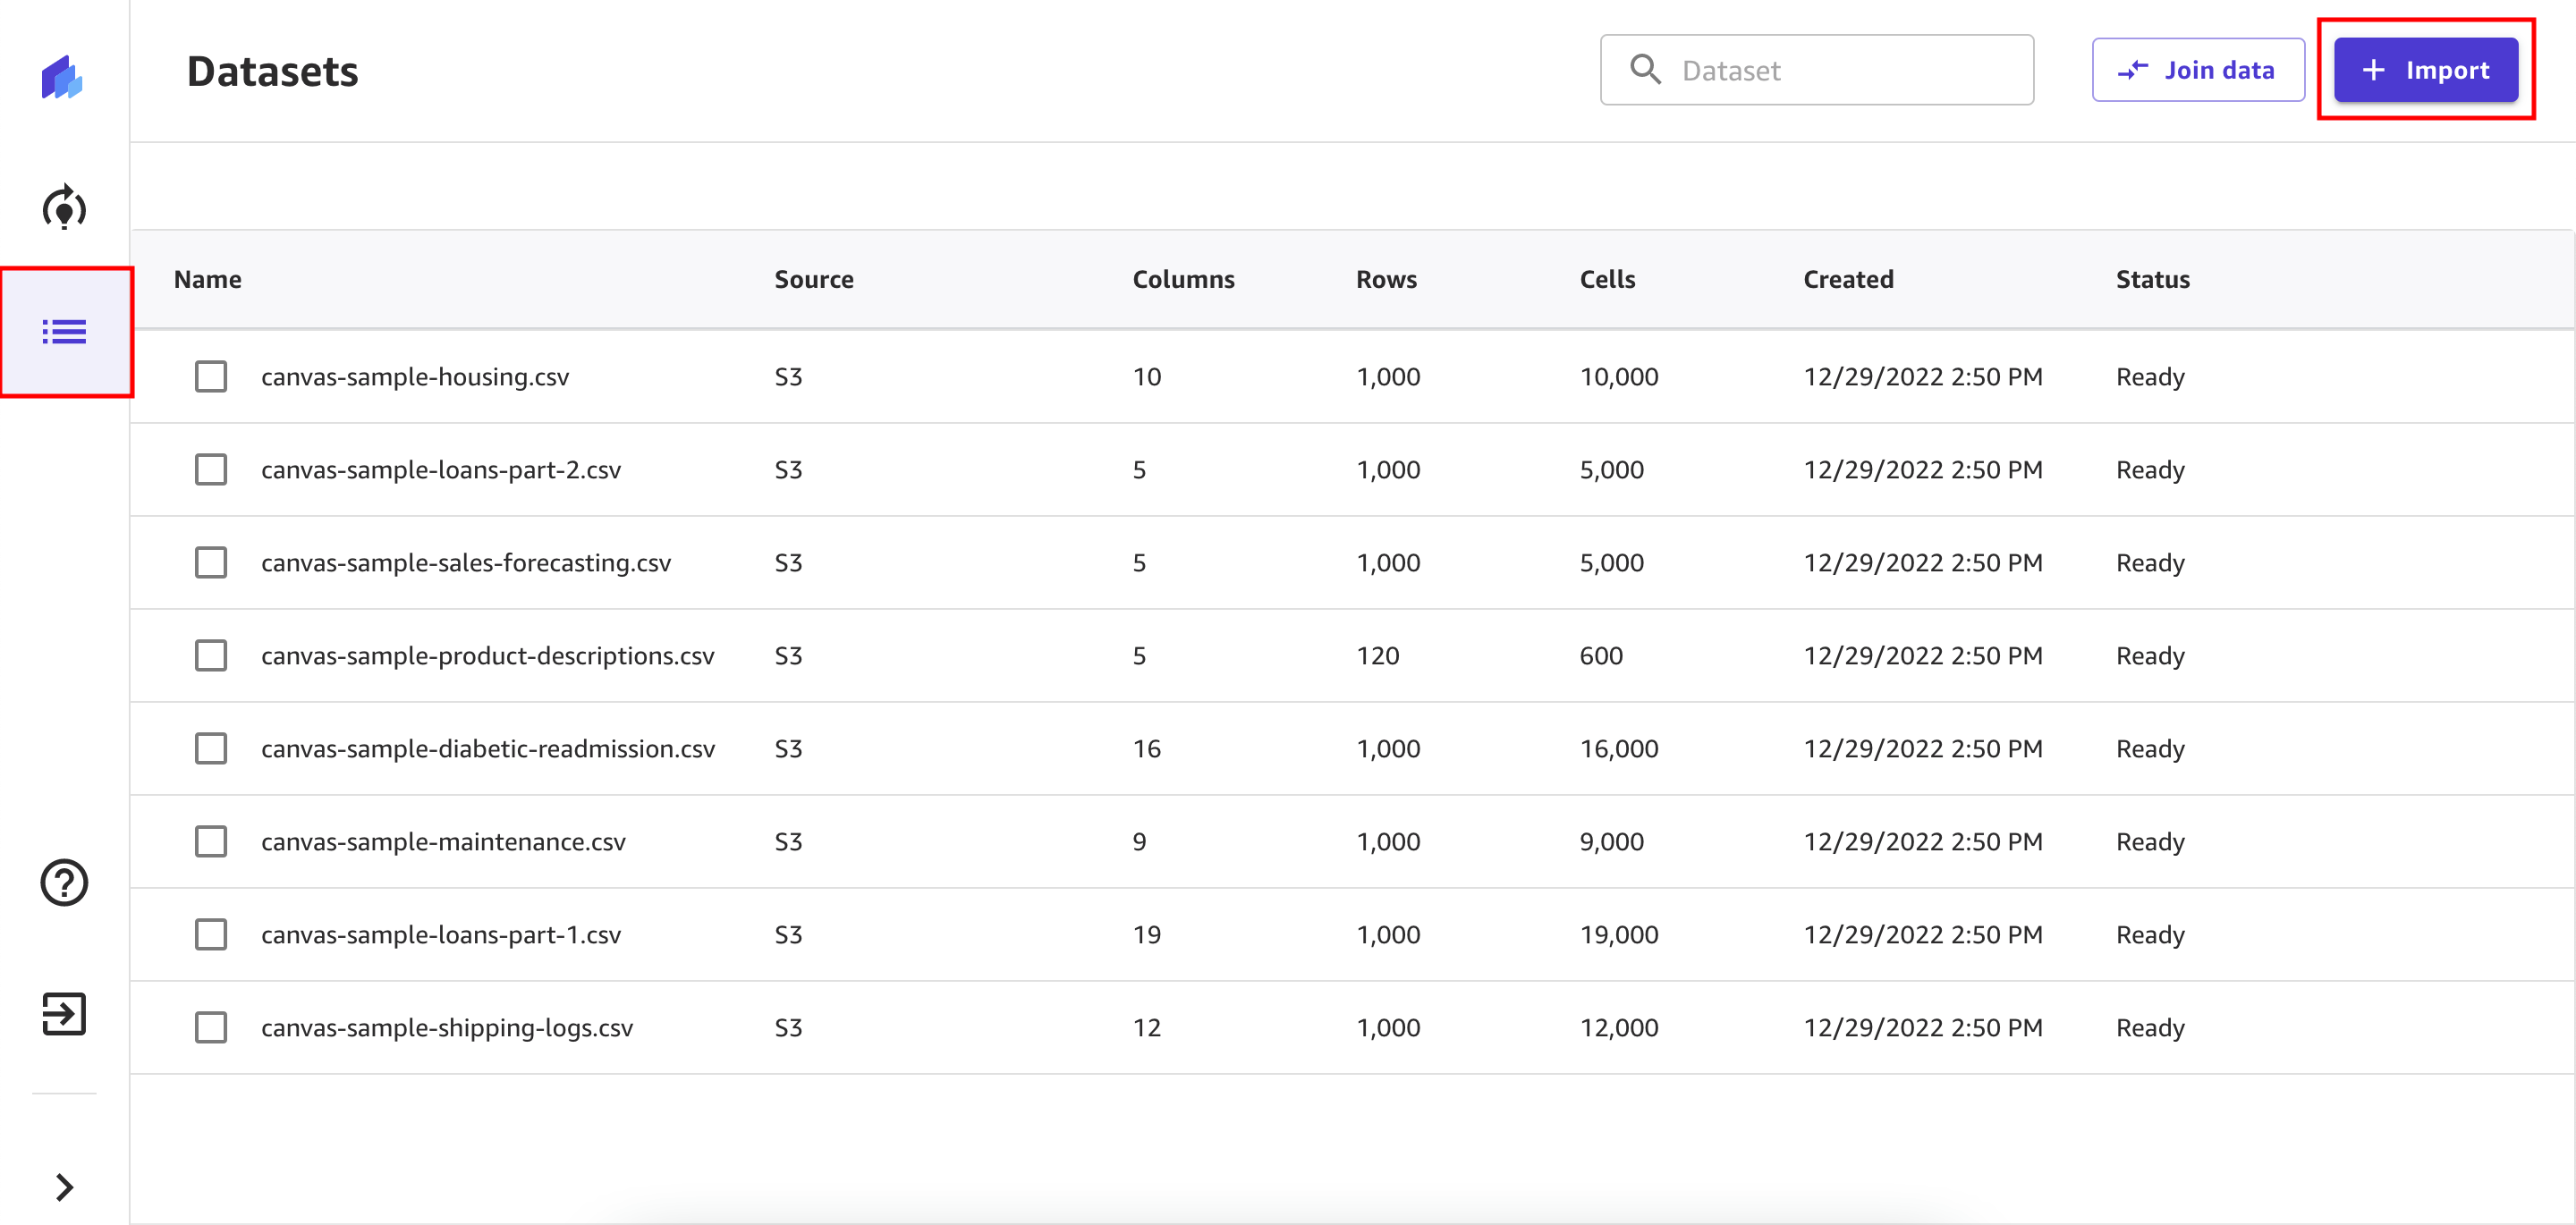 Datasets
Dataset
Join data
Import
Name Source Columns Rows Cells Created Status
canvas-sample-housing.csv S3 10 1,000 10,000 12/29/2022 2:50 PM Ready
canvas-sample-loans-part-2.csv S3 5 1,000 5,000 12/29/2022 2:50 PM Ready
canvas-sample-sales-forecasting.csv S3 5 1,000 5,000 12/29/2022 2:50 PM Ready
canvas-sample-product-descriptions.csv S3 5 120 600 12/29/2022 2:50 PM Ready
canvas-sample-diabetic-readmission.csv S3 16 1,000 16,000 12/29/2022 2:50 PM Ready
canvas-sample-maintenance.csv S3 9 1,000 9,000 12/29/2022 2:50 PM Ready
canvas-sample-loans-part-1.csv S3 19 1,000 19,000 12/29/2022 2:50 PM Ready
canvas-sample-shipping-logs.csv S3 12 1,000 12,000 12/29/2022 2:50 PM Ready